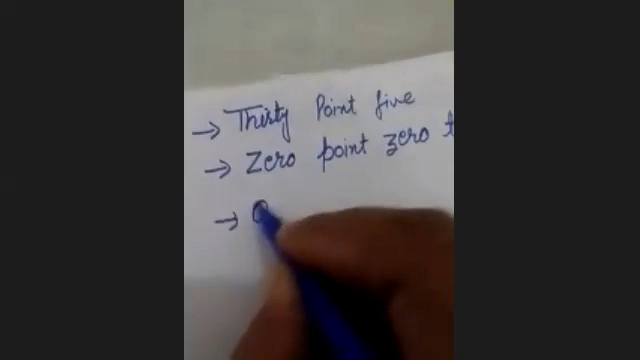 → Thirty Point five
→ Zero point zero t
→ O